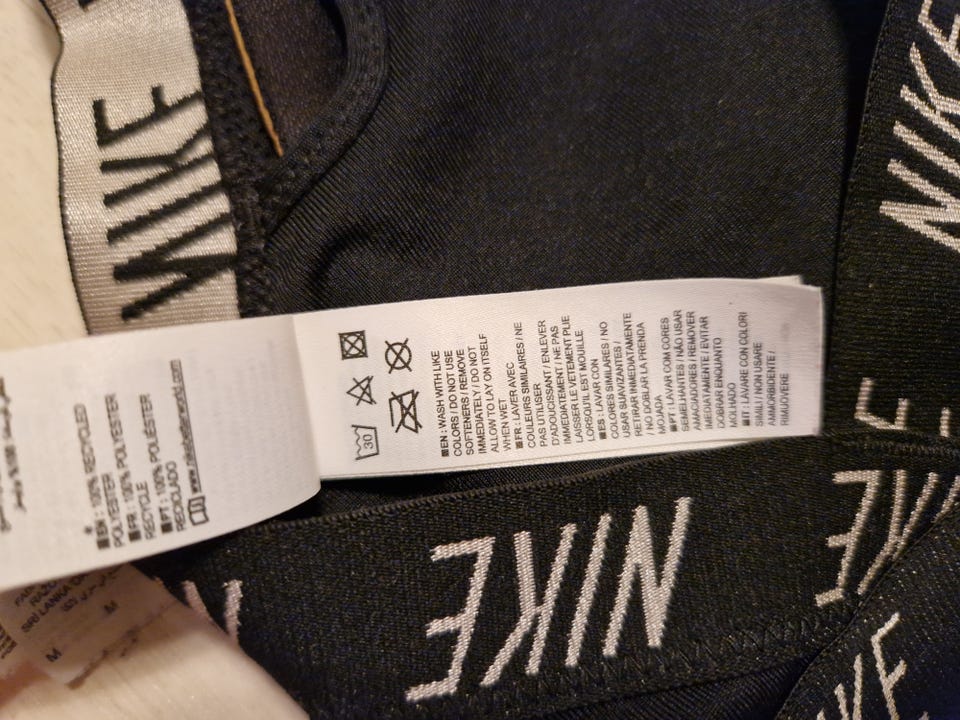 NIKE
30
EN : WASH WITH LIKE
COLORS / DO NOT USE
SOFTENERS / REMOVE
IMMEDIATELY / DO NOT
ALLOW TO LAY ON ITSELF
WHEN WET
FR : LAVER AVEC
COULEURS SIMILAIRES / NE
PAS UTILISER
D'ADOUCISSANT / ENLEVER
IMMEDIATEMENT / NE PAS
LAISSER LE VETEMENT PLIE
LORSQU'IL EST MOUILLE
ES : LAVAR CON
COLORES SIMILARES / NO
USAR SUAVIZANTES /
RETIRAR INMEDIATAMENTE
/ NO DOBLAR LA PRENDA
MOJADA
PT : LAVAR COM CORES
SEMELHANTES / NÃO USAR
AMACIADORES / REMOVER
IMEDIATAMENTE / EVITAR
DOBRAR ENQUANTO
MOLHADO
IT : LAVARE CON COLORI
SIMILI / NON USARE
AMMORBIDENTE /
RIMUOVERE
EN : 100% RECYCLED
POLYESTER
FR : 100% POLYESTER
RECYCLE
PT : 100% POLIÉSTER
RECICLADO
SRI LANKA
M
M
NIKE
NIKE
NIKE